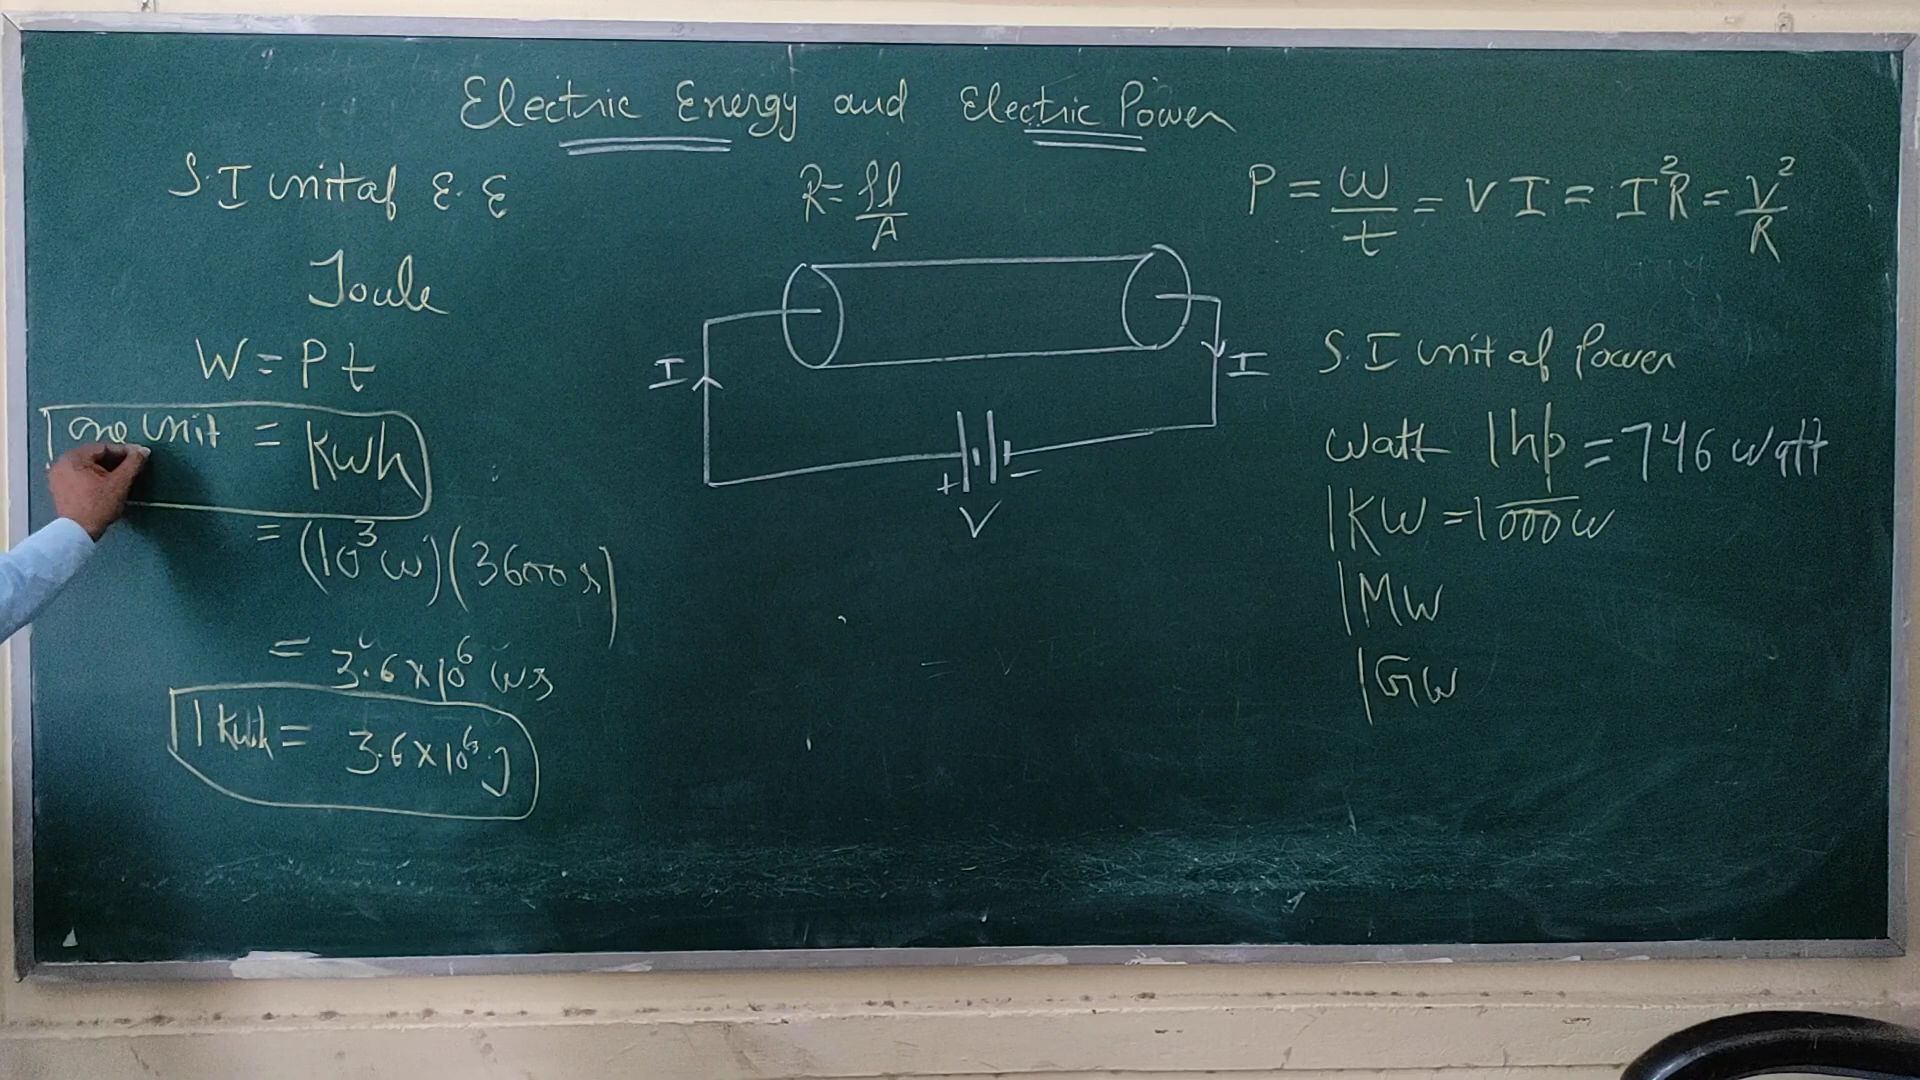 Electric Energy and Electric Power
S.I unit of E.E
Joule
W = Pt
one unit = kwh
= (10³ w)(3600 s)
= 3.6 × 10⁶ ws
1 kwh = 3.6 × 10⁶ J
R = ρl/A
I
I
+ −
V
P = W/t = VI = I²R = V²/R
S.I unit of Power
watt 1hp = 746 watt
1KW = 1000w
1MW
1GW